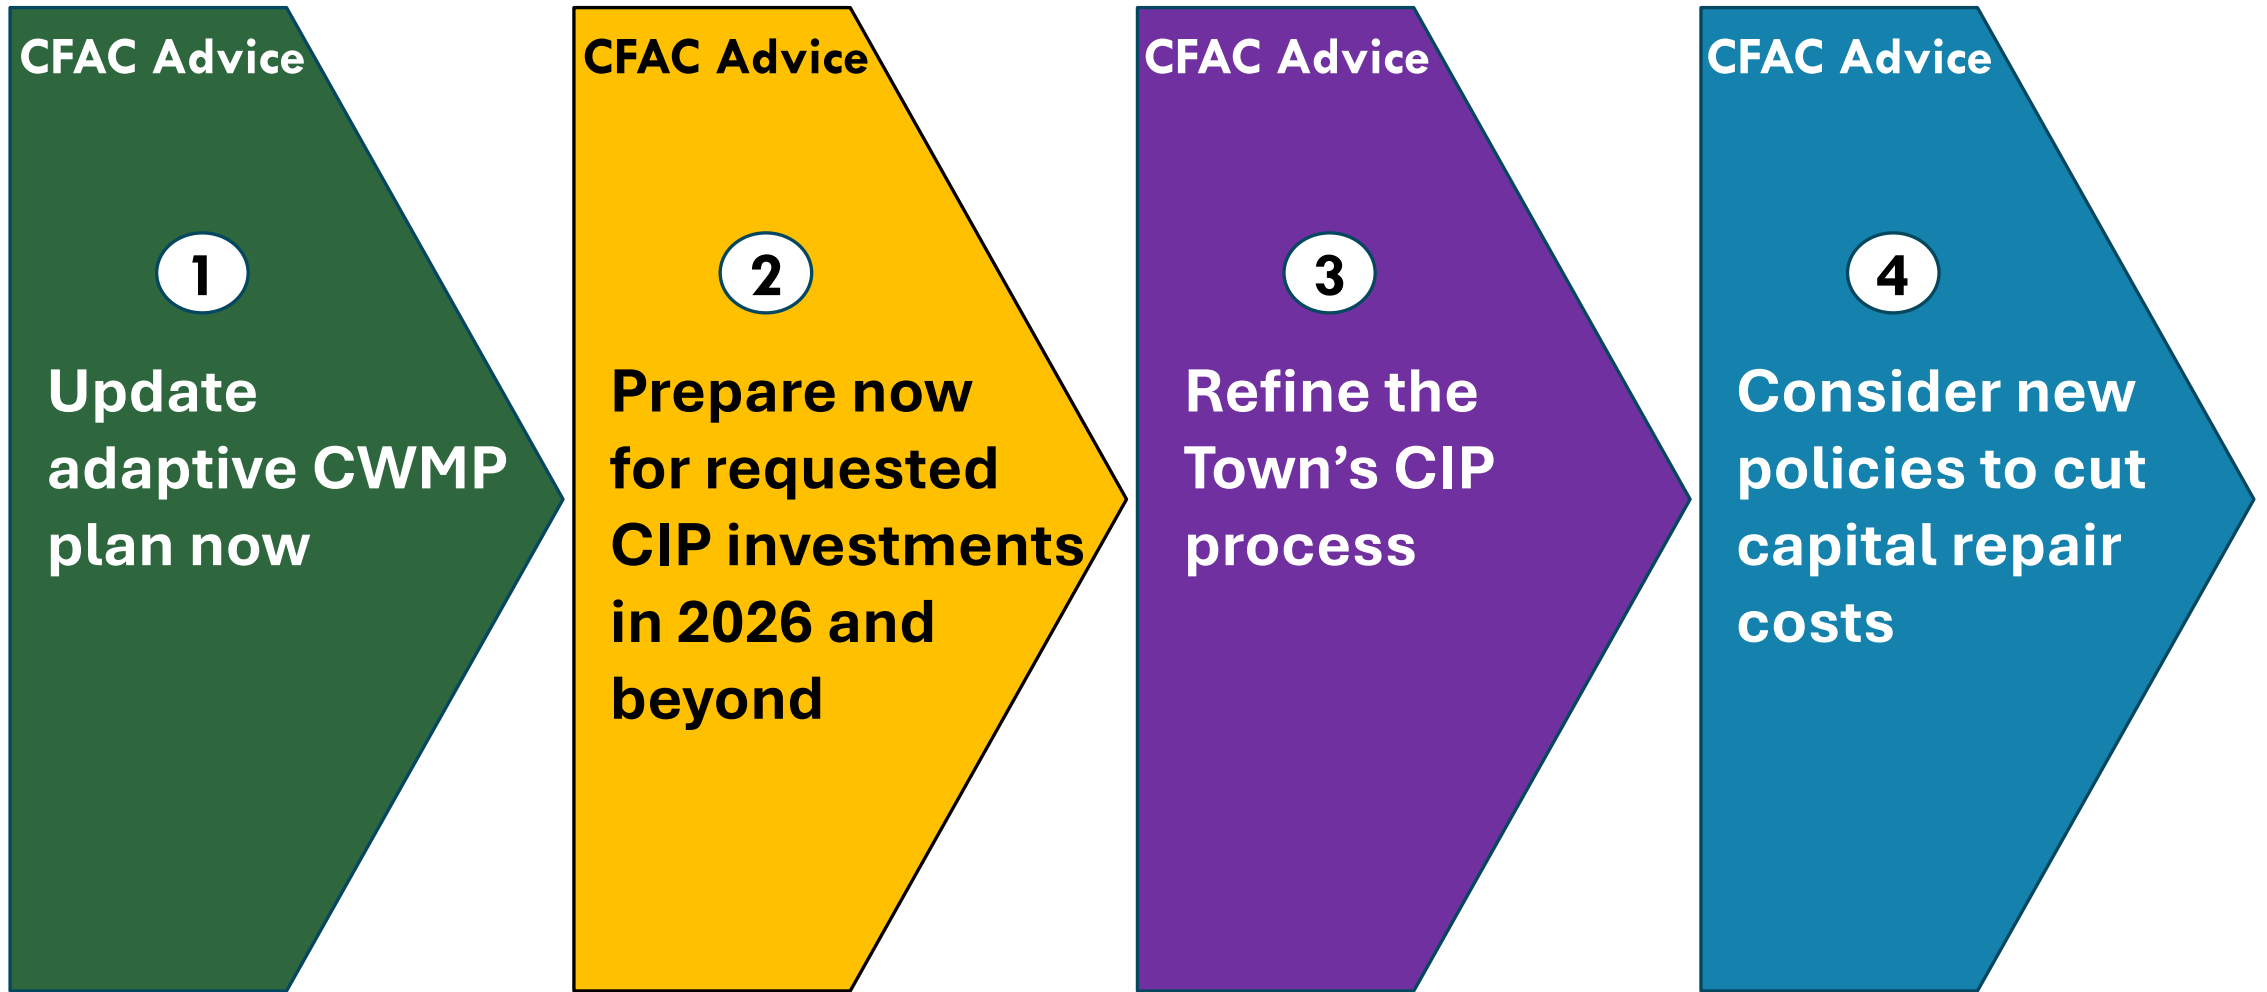 CFAC Advice
1
Update
adaptive CWMP
plan now
CFAC Advice
2
Prepare now
for requested
CIP investments
in 2026 and
beyond
CFAC Advice
3
Refine the
Town’s CIP
process
CFAC Advice
4
Consider new
policies to cut
capital repair
costs